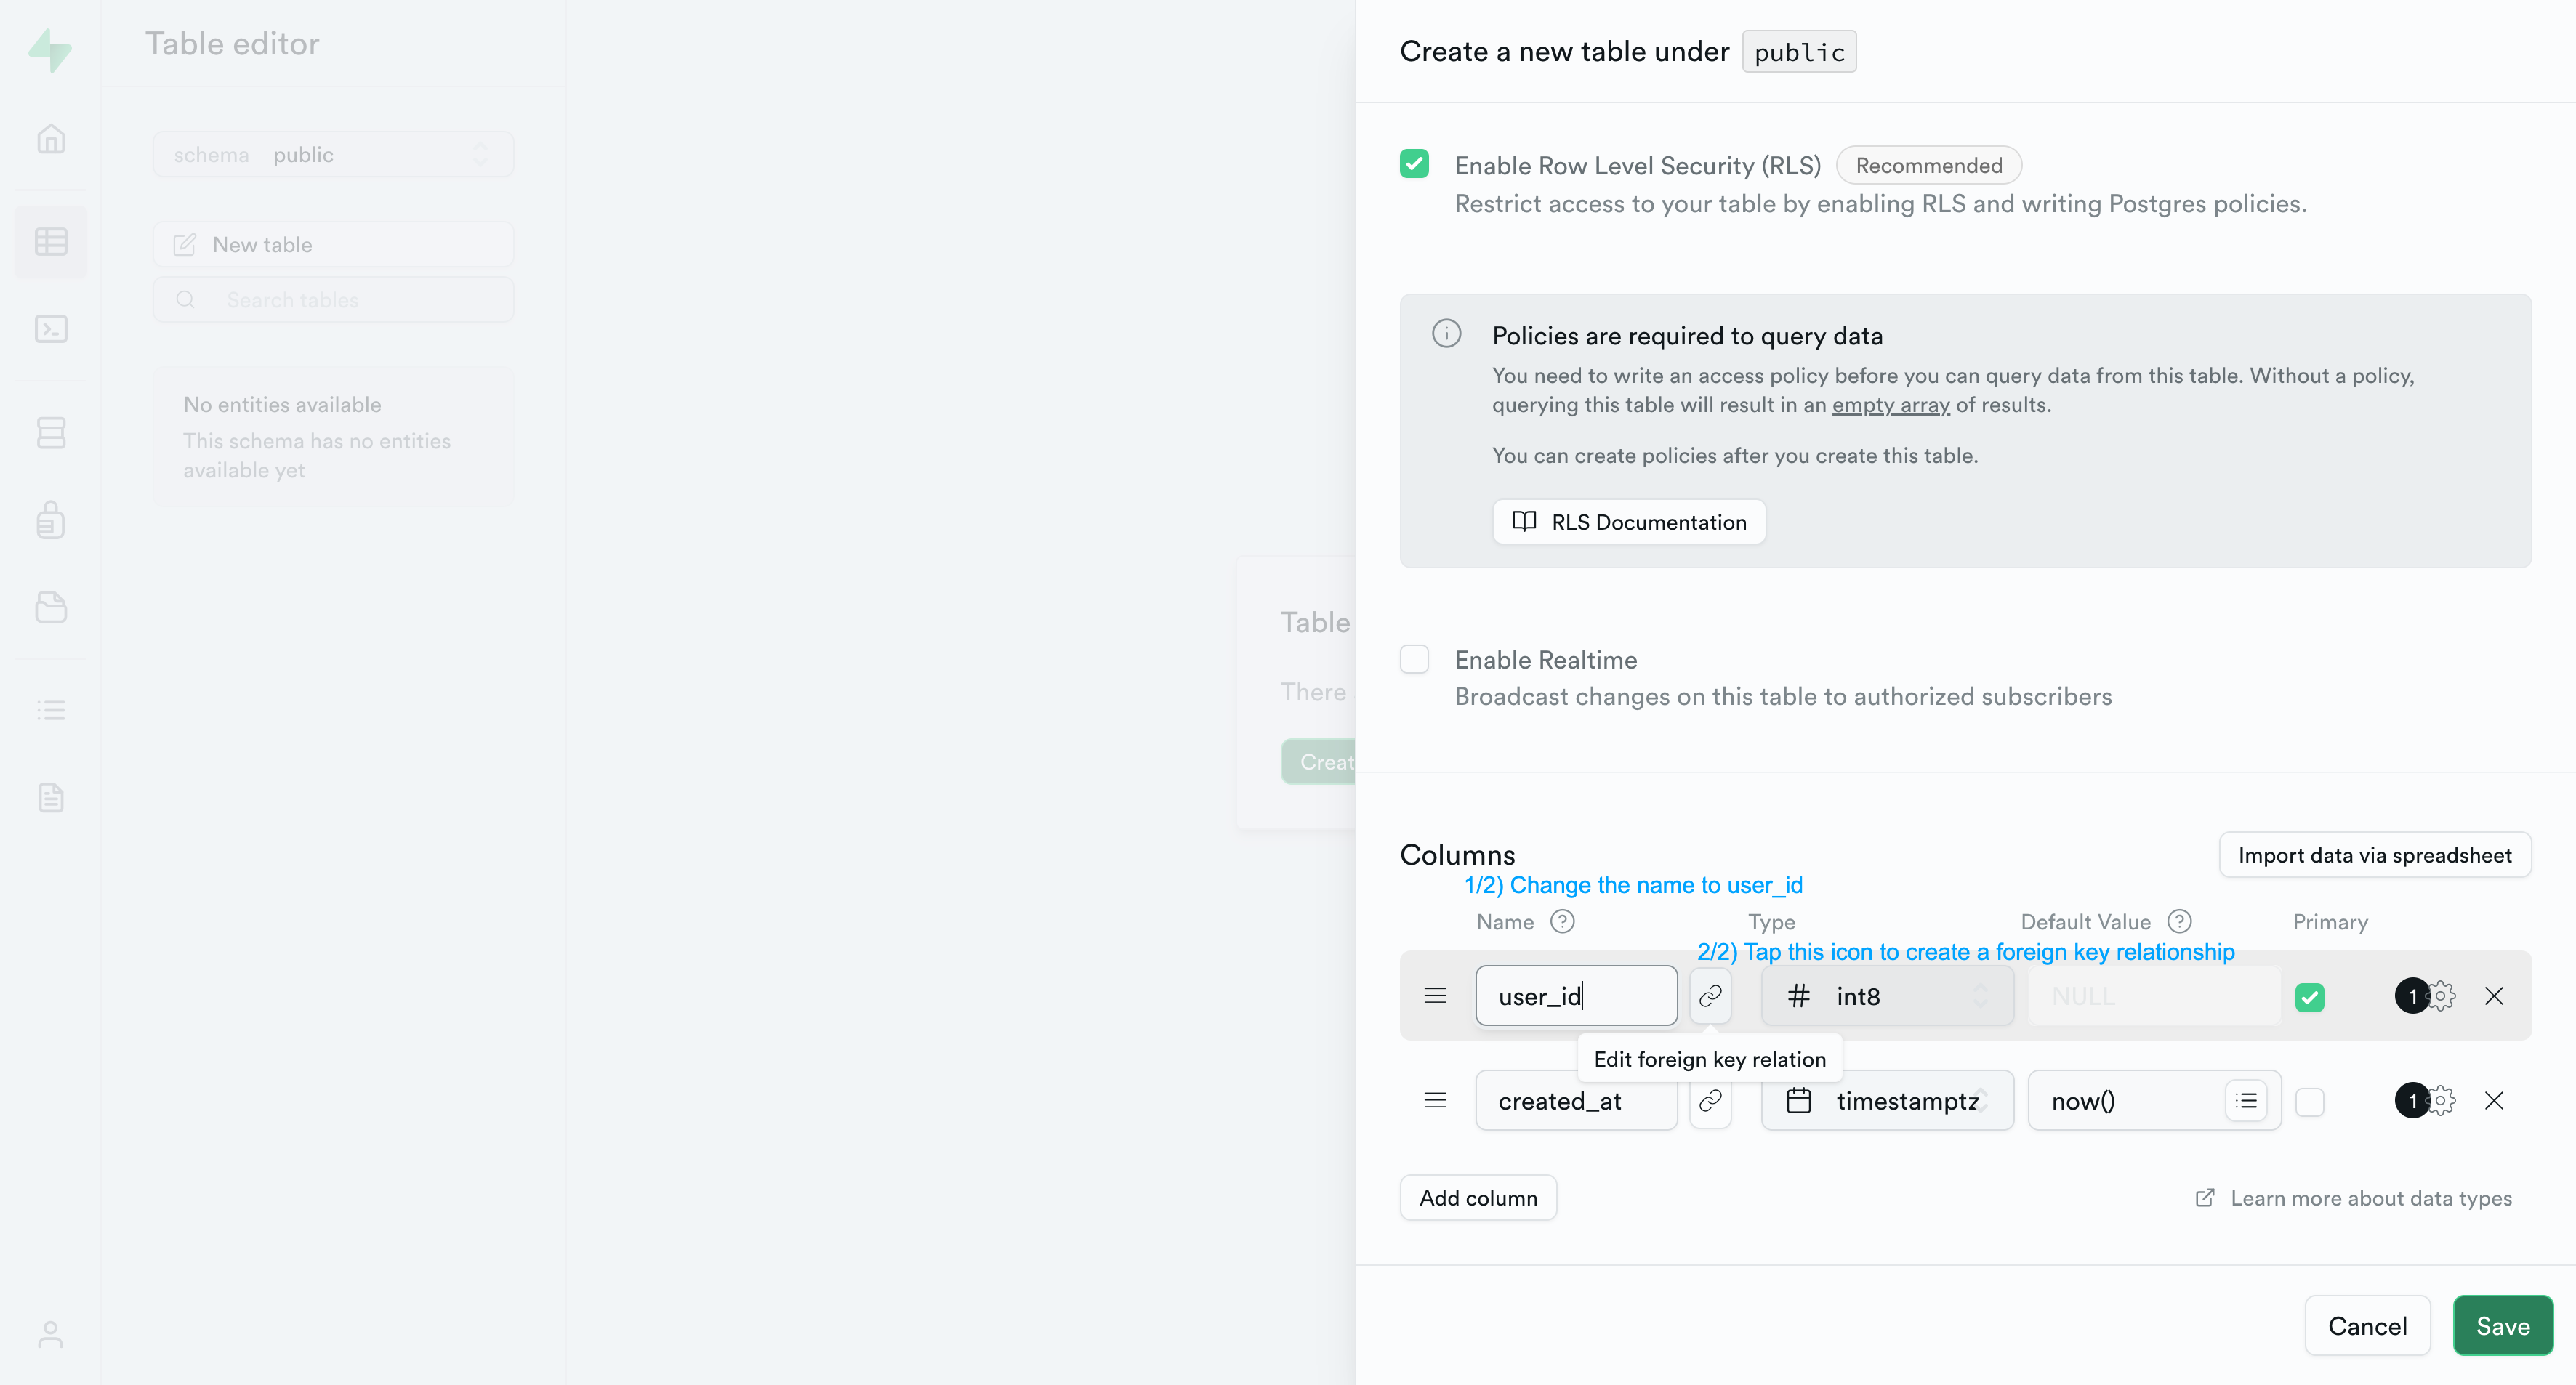 Table editor
schema public
New table
Search tables
No entities available
This schema has no entities
available yet
Table
There
Creat
Create a new table under public
Enable Row Level Security (RLS) Recommended
Restrict access to your table by enabling RLS and writing Postgres policies.
Policies are required to query data
You need to write an access policy before you can query data from this table. Without a policy,
querying this table will result in an empty array of results.
You can create policies after you create this table.
RLS Documentation
Enable Realtime
Broadcast changes on this table to authorized subscribers
Columns
Import data via spreadsheet
1/2) Change the name to user_id
Name Type Default Value Primary
2/2) Tap this icon to create a foreign key relationship
user_id int8 NULL 1
Edit foreign key relation
created_at timestamptz now() 1
Add column
Learn more about data types
Cancel Save